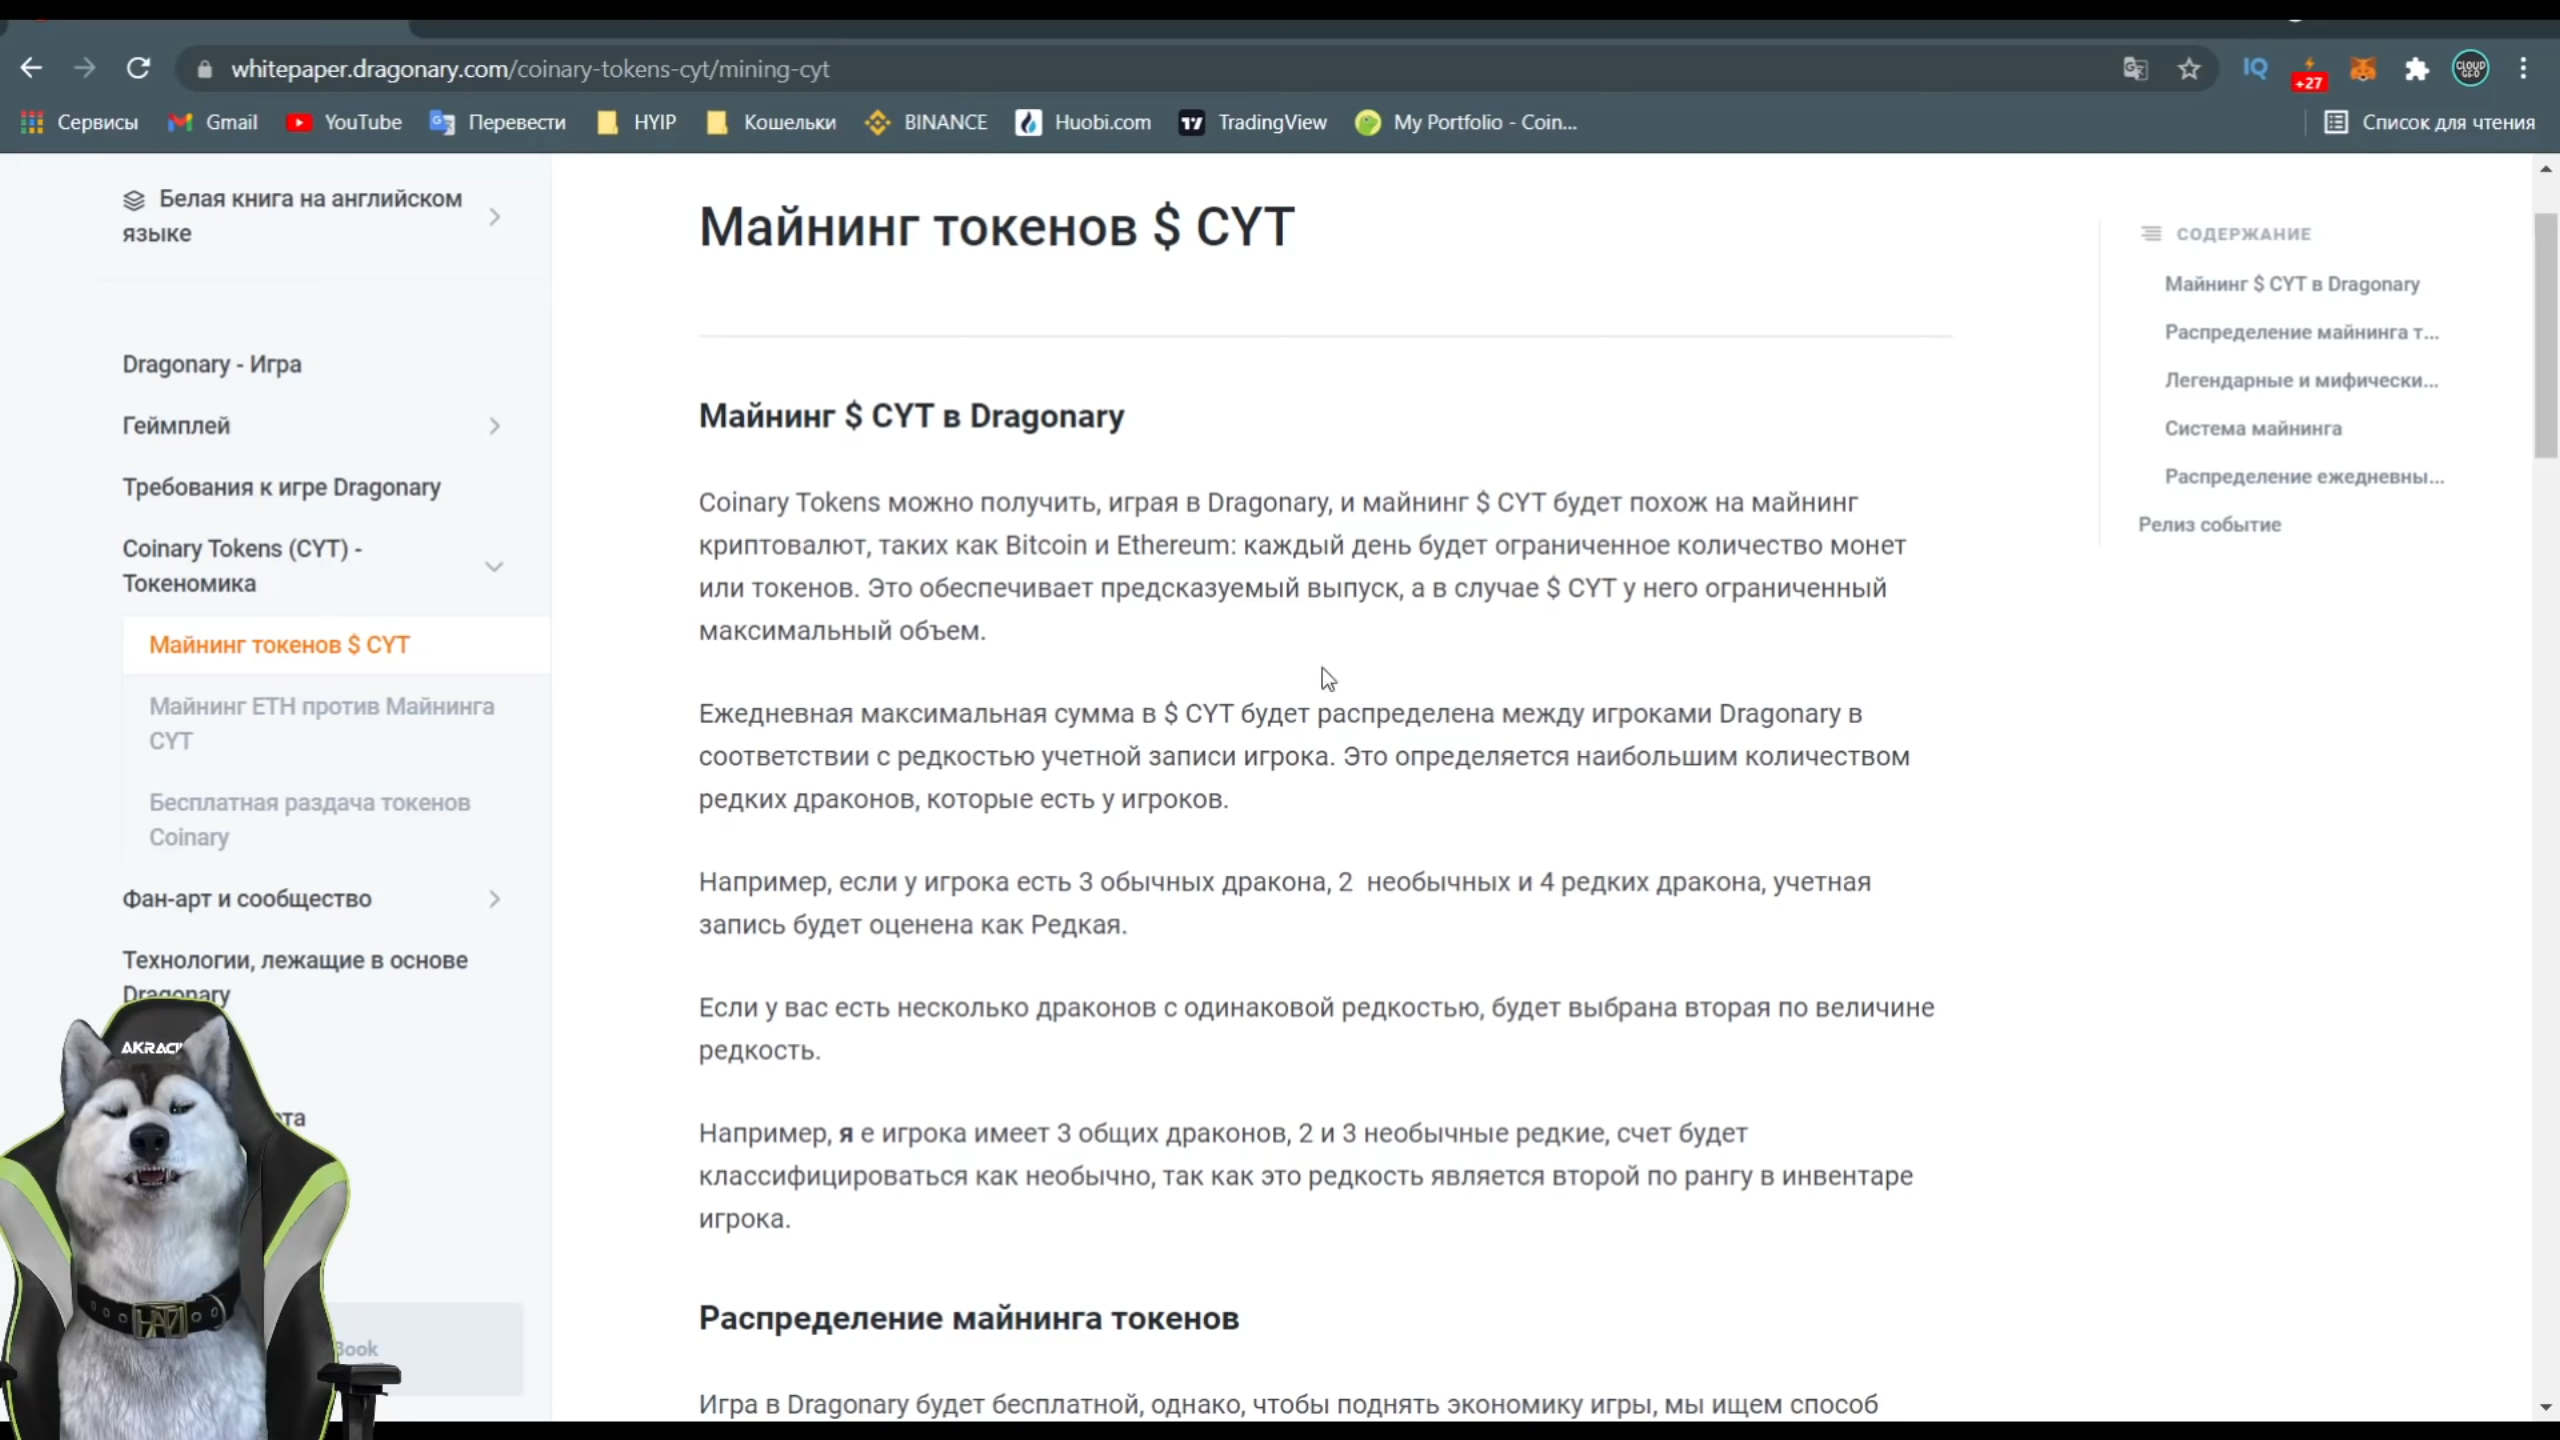 whitepaper.dragonary.com/coinary-tokens-cyt/mining-cyt
IQ
+27
CLOUD
Сервисы
Gmail
YouTube
Перевести
HYIP
Кошельки
BINANCE
Huobi.com
TradingView
My Portfolio - Coin...
Список для чтения
Белая книга на английском
языке
Dragonary - Игра
Геймплей
Требования к игре Dragonary
Coinary Tokens (CYT) -
Токеномика
Майнинг токенов $ CYT
Майнинг ETH против Майнинга
CYT
Бесплатная раздача токенов
Coinary
Фан-арт и сообщество
Технологии, лежащие в основе
Dragonary
та
Book
Майнинг токенов $ CYT
Майнинг $ CYT в Dragonary
Coinary Tokens можно получить, играя в Dragonary, и майнинг $ CYT будет похож на майнинг
криптовалют, таких как Bitcoin и Ethereum: каждый день будет ограниченное количество монет
или токенов. Это обеспечивает предсказуемый выпуск, а в случае $ CYT у него ограниченный
максимальный объем.
Ежедневная максимальная сумма в $ CYT будет распределена между игроками Dragonary в
соответствии с редкостью учетной записи игрока. Это определяется наибольшим количеством
редких драконов, которые есть у игроков.
Например, если у игрока есть 3 обычных дракона, 2 необычных и 4 редких дракона, учетная
запись будет оценена как Редкая.
Если у вас есть несколько драконов с одинаковой редкостью, будет выбрана вторая по величине
редкость.
Например, я е игрока имеет 3 общих драконов, 2 и 3 необычные редкие, счет будет
классифицироваться как необычно, так как это редкость является второй по рангу в инвентаре
игрока.
Распределение майнинга токенов
Игра в Dragonary будет бесплатной, однако, чтобы поднять экономику игры, мы ищем способ
СОДЕРЖАНИЕ
Майнинг $ CYT в Dragonary
Распределение майнинга т...
Легендарные и мифически...
Система майнинга
Распределение ежедневны...
Релиз событие